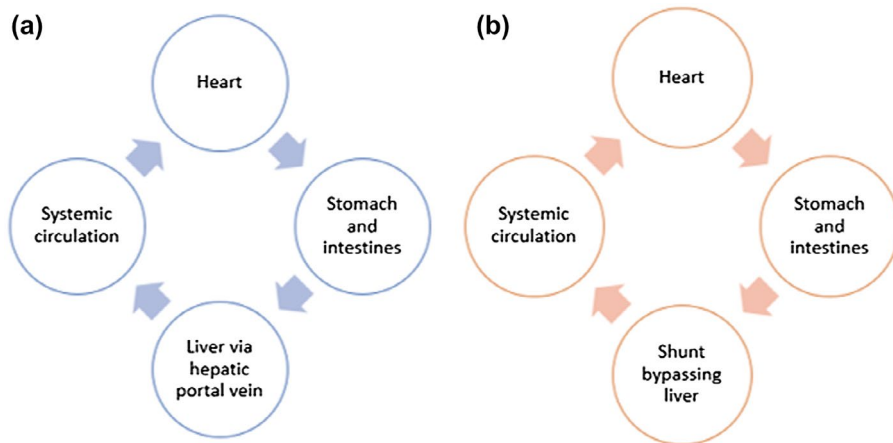 (a)
Heart
Stomach
and
intestines
Liver via
hepatic
portal vein
Systemic
circulation
(b)
Heart
Stomach
and
intestines
Shunt
bypassing
liver
Systemic
circulation